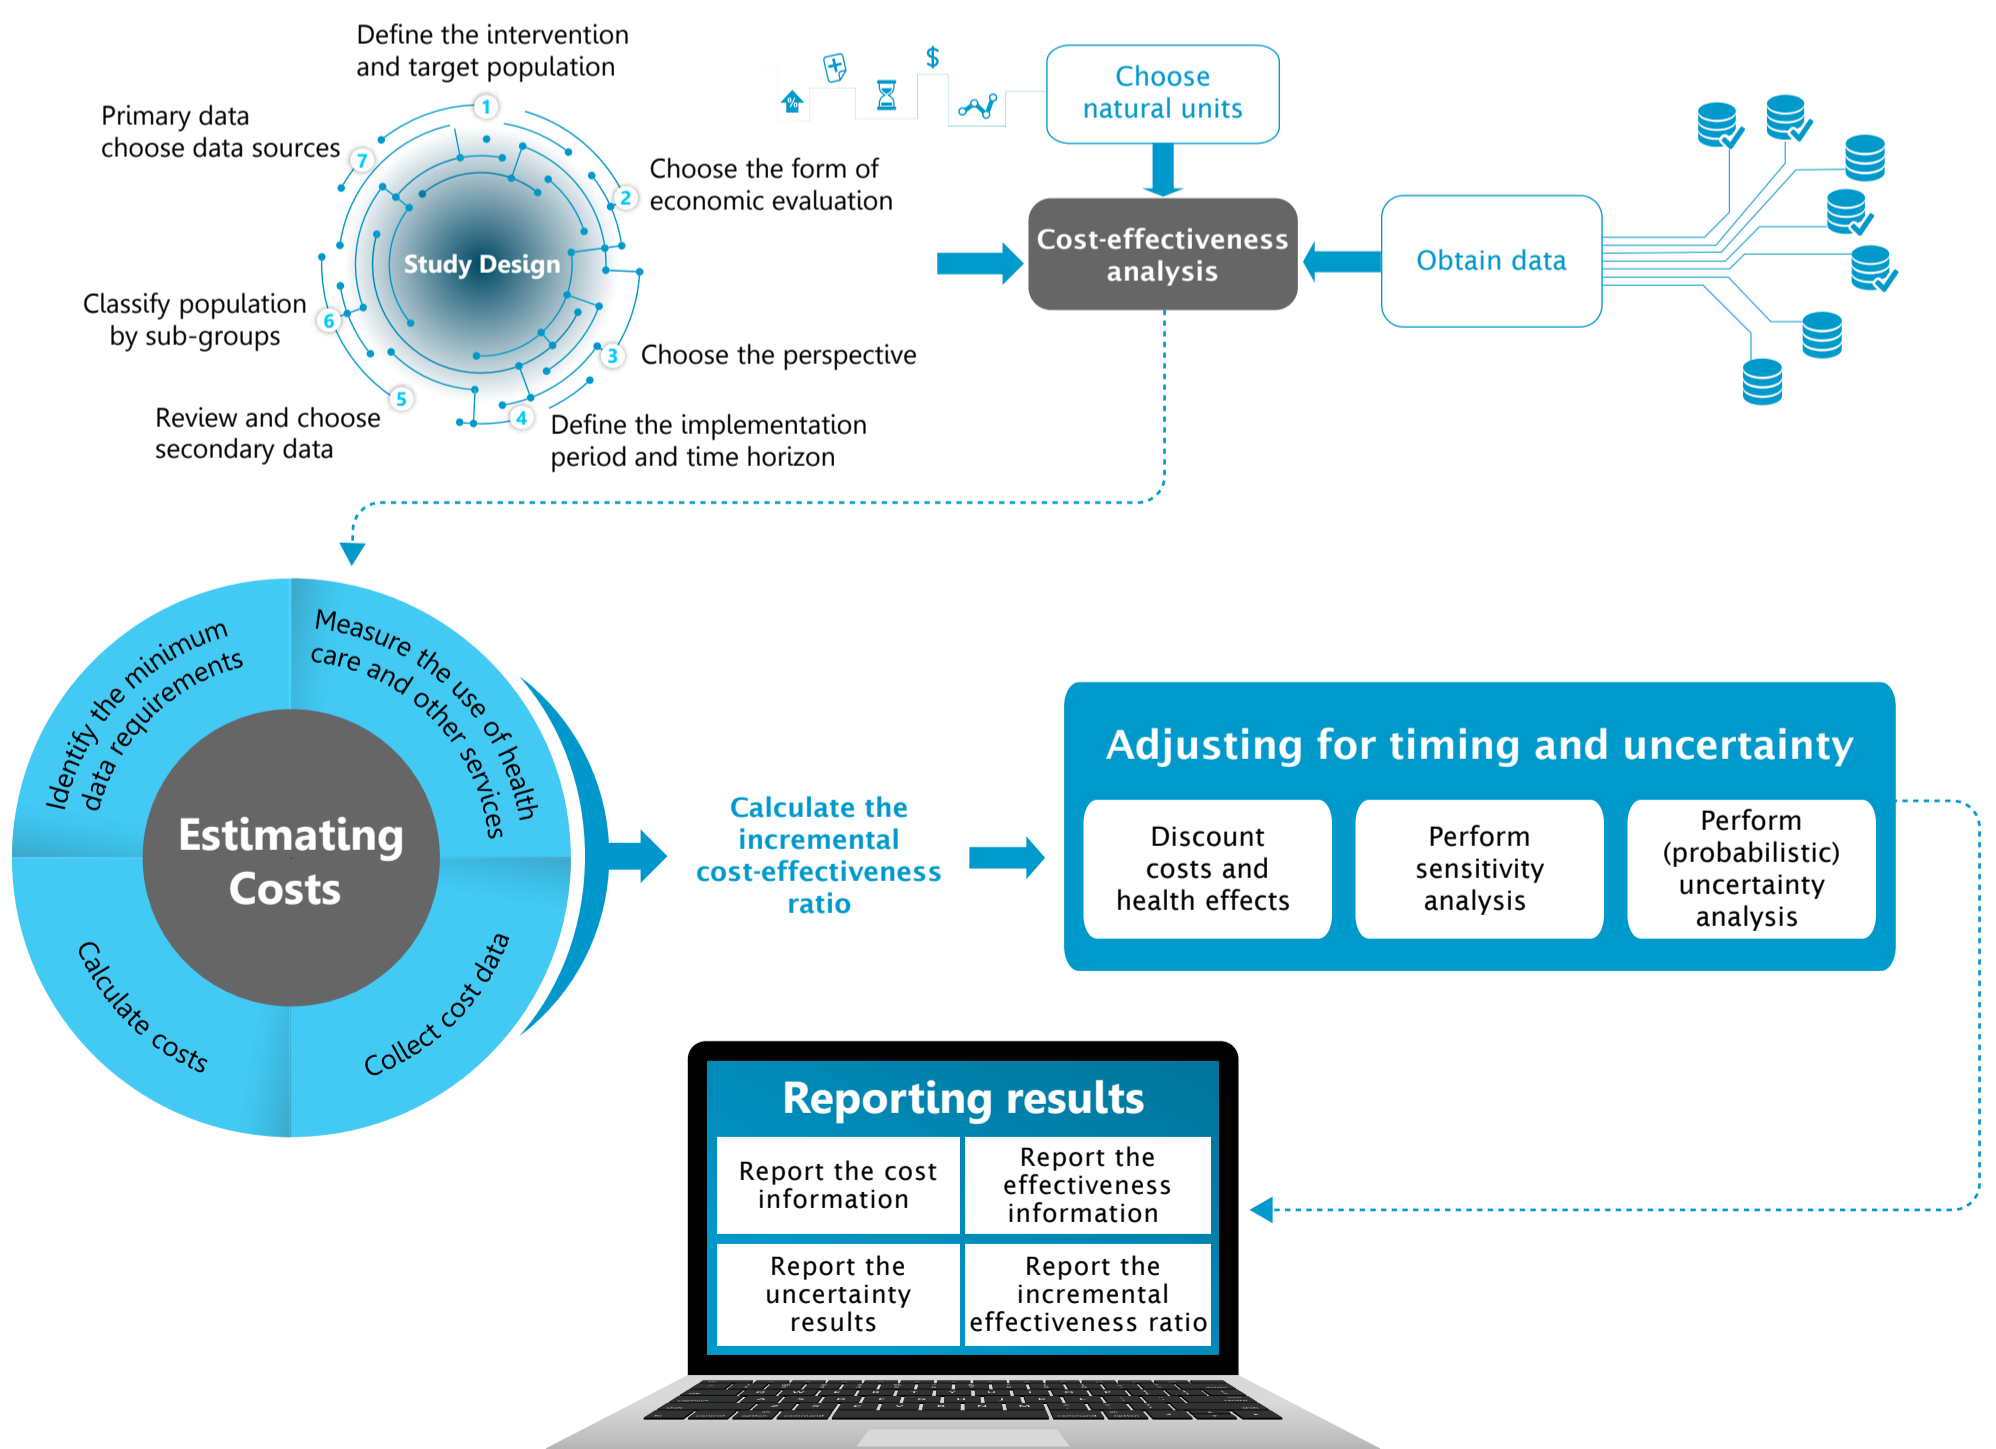 Define the intervention
and target population
1
Primary data
choose data sources
7
Choose the form of
economic evaluation
2
Study Design
Classify population
by sub-groups
6
3
Choose the perspective
5
Review and choose
secondary data
4
Define the implementation
period and time horizon
%
$
Choose
natural units
Cost-effectiveness
analysis
Obtain data
Identify the minimum
data requirements
Measure the use of health
care and other services
Estimating
Costs
Calculate costs
Collect cost data
Calculate the
incremental
cost-effectiveness
ratio
Adjusting for timing and uncertainty
Discount
costs and
health effects
Perform
sensitivity
analysis
Perform
(probabilistic)
uncertainty
analysis
Reporting results
Report the cost
information
Report the
effectiveness
information
Report the
uncertainty
results
Report the
incremental
effectiveness ratio
control option command
command option